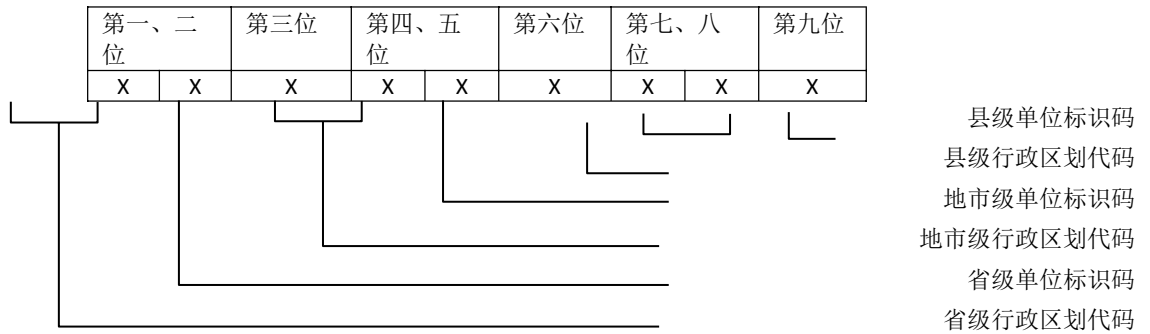 第一、二位 第三位 第四、五位 第六位 第七、八位 第九位
X X X X X X X X X
县级单位标识码
县级行政区划代码
地市级单位标识码
地市级行政区划代码
省级单位标识码
省级行政区划代码